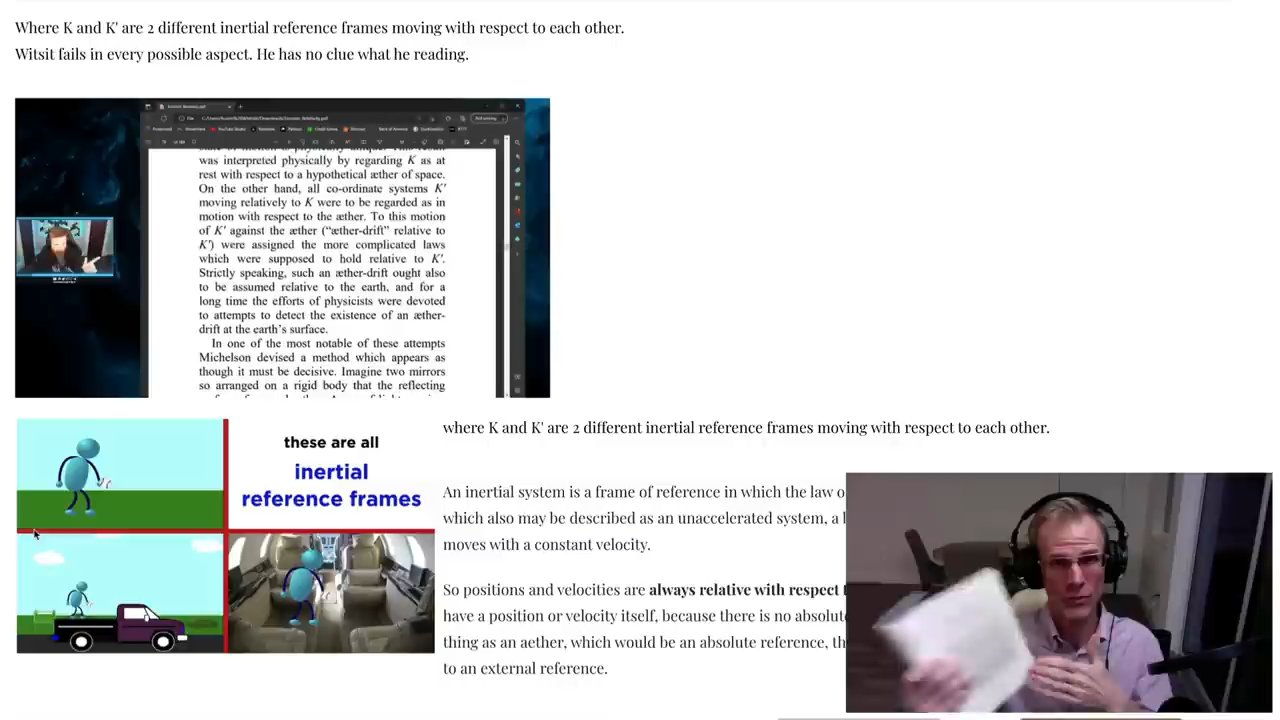 Where K and K' are 2 different inertial reference frames moving with respect to each other.
Witsit fails in every possible aspect. He has no clue what he reading.
was interpreted physically by regarding K as at
rest with respect to a hypothetical æther of space.
On the other hand, all co-ordinate systems K'
moving relatively to K were to be regarded as in
motion with respect to the æther. To this motion
of K' against the æther (“æther-drift” relative to
K') were assigned the more complicated laws
which were supposed to hold relative to K'.
Strictly speaking, such an æther-drift ought also
to be assumed relative to the earth, and for a
long time the efforts of physicists were devoted
to attempts to detect the existence of an æther-
drift at the earth's surface.
In one of the most notable of these attempts
Michelson devised a method which appears as
though it must be decisive. Imagine two mirrors
so arranged on a rigid body that the reflecting
these are all
inertial
reference frames
where K and K' are 2 different inertial reference frames moving with respect to each other.
An inertial system is a frame of reference in which the law o
which also may be described as an unaccelerated system, a
moves with a constant velocity.
So positions and velocities are always relative with respect
have a position or velocity itself, because there is no absolut
thing as an aether, which would be an absolute reference, th
to an external reference.